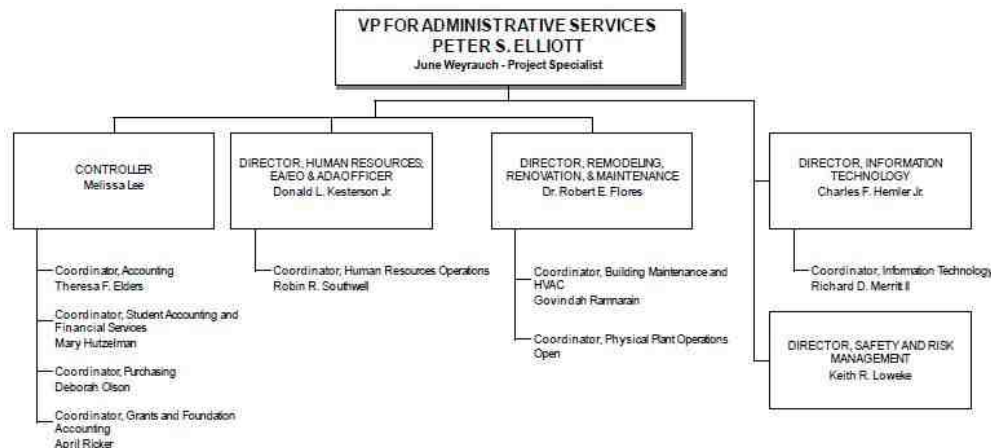 VP FOR ADMINISTRATIVE SERVICES
PETER S. ELLIOTT
June Weyrauch - Project Specialist
CONTROLLER
Melissa Lee
DIRECTOR, HUMAN RESOURCES;
EA/EO & ADA OFFICER
Donald L. Kesterson Jr.
DIRECTOR, REMODELING,
RENOVATION, & MAINTENANCE
Dr. Robert E. Flores
DIRECTOR, INFORMATION
TECHNOLOGY
Charles F. Hemler Jr.
Coordinator, Accounting
Theresa F. Elders
Coordinator, Student Accounting and
Financial Services
Mary Hutzelman
Coordinator, Purchasing
Deborah Olson
Coordinator, Grants and Foundation
Accounting
April Ricker
Coordinator, Human Resources Operations
Robin R. Southwell
Coordinator, Building Maintenance and
HVAC
Govindah Ramnarain
Coordinator, Physical Plant Operations
Open
Coordinator, Information Technology
Richard D. Merritt II
DIRECTOR, SAFETY AND RISK
MANAGEMENT
Keith R. Loweke